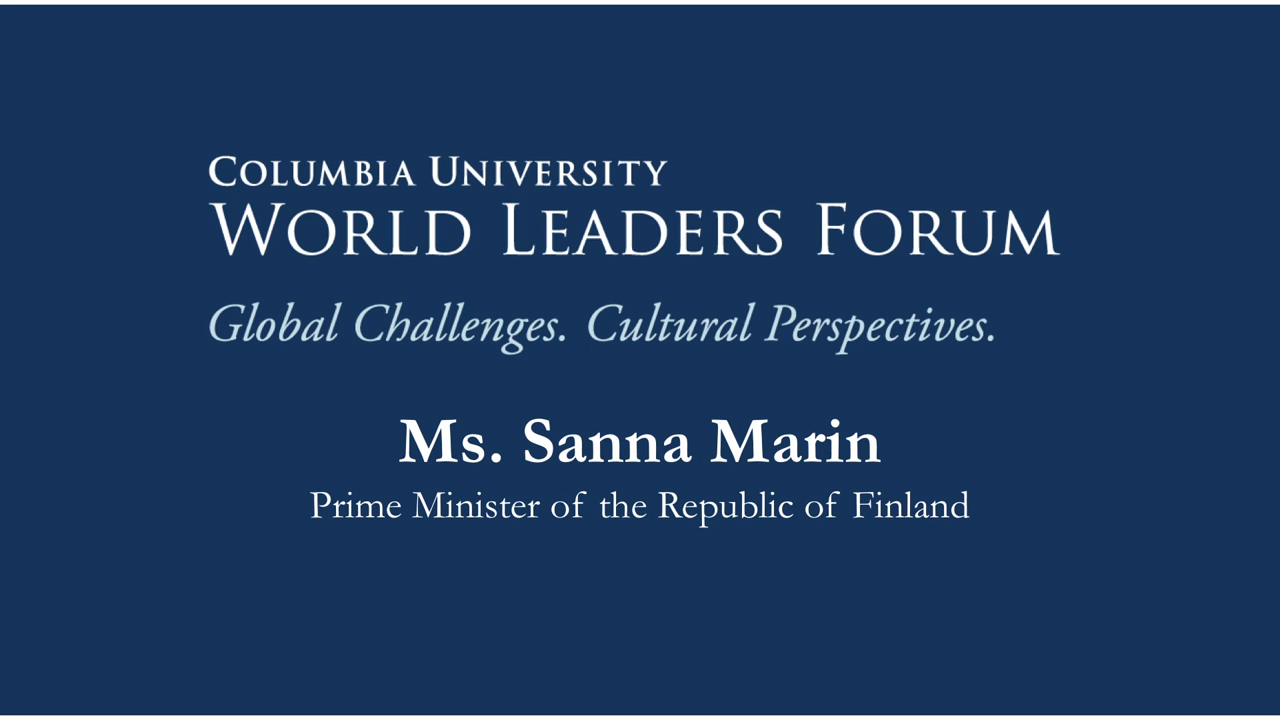 Columbia University
World Leaders Forum
Global Challenges. Cultural Perspectives.
Ms. Sanna Marin
Prime Minister of the Republic of Finland